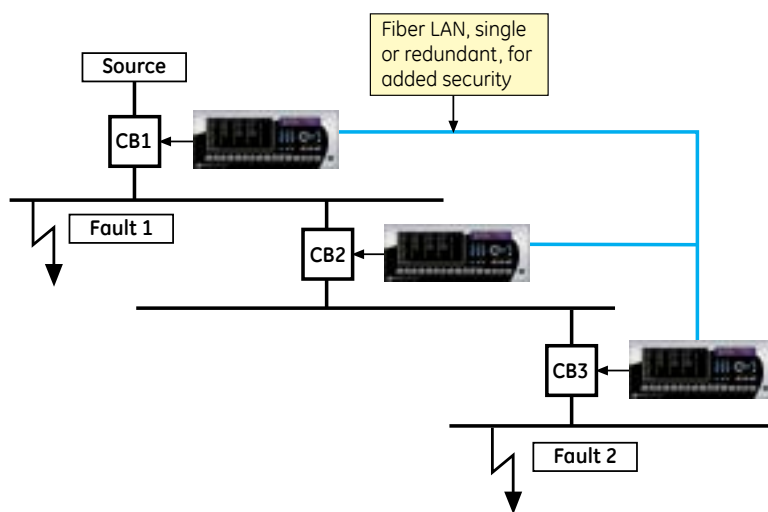 Fiber LAN, single
or redundant, for
added security
Source
CB1
Fault 1
CB2
CB3
Fault 2